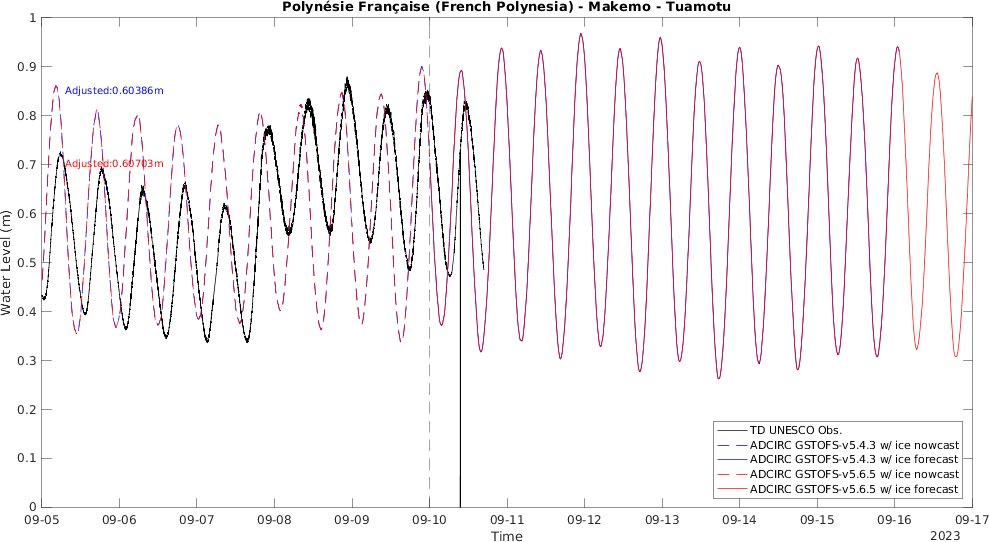 Polynésie Française (French Polynesia) - Makemo - Tuamotu
1
0.9
0.8
0.7
0.6
0.5
0.4
0.3
0.2
0.1
0
Water Level (m)
Adjusted:0.60386m
Adjusted:0.60703m
TD UNESCO Obs.
ADCIRC GSTOFS-v5.4.3 w/ ice nowcast
ADCIRC GSTOFS-v5.4.3 w/ ice forecast
ADCIRC GSTOFS-v5.6.5 w/ ice nowcast
ADCIRC GSTOFS-v5.6.5 w/ ice forecast
09-05 09-06 09-07 09-08 09-09 09-10 09-11 09-12 09-13 09-14 09-15 09-16 09-17
Time
2023